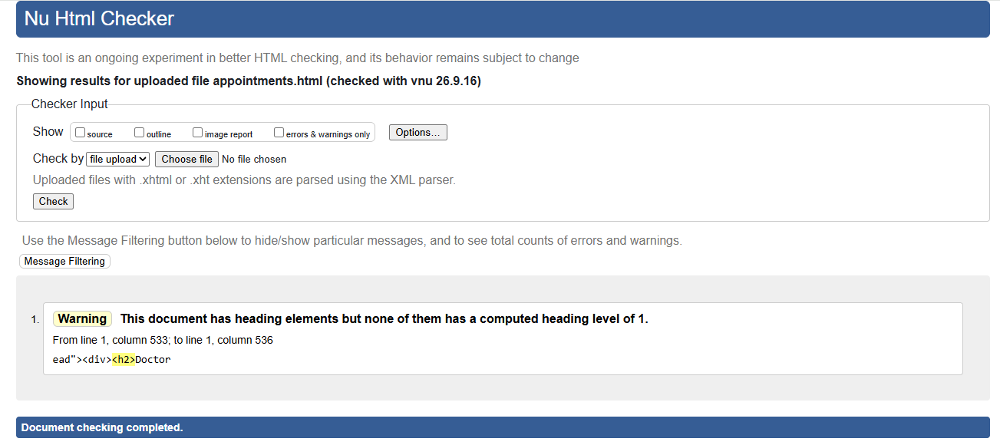 Nu Html Checker
This tool is an ongoing experiment in better HTML checking, and its behavior remains subject to change
Showing results for uploaded file appointments.html (checked with vnu 26.9.16)
Checker Input
Show source outline image report errors & warnings only Options...
Check by file upload Choose file No file chosen
Uploaded files with .xhtml or .xht extensions are parsed using the XML parser.
Check
Use the Message Filtering button below to hide/show particular messages, and to see total counts of errors and warnings.
Message Filtering
1. Warning This document has heading elements but none of them has a computed heading level of 1.
From line 1, column 533; to line 1, column 536
ead"><div><h2>Doctor
Document checking completed.